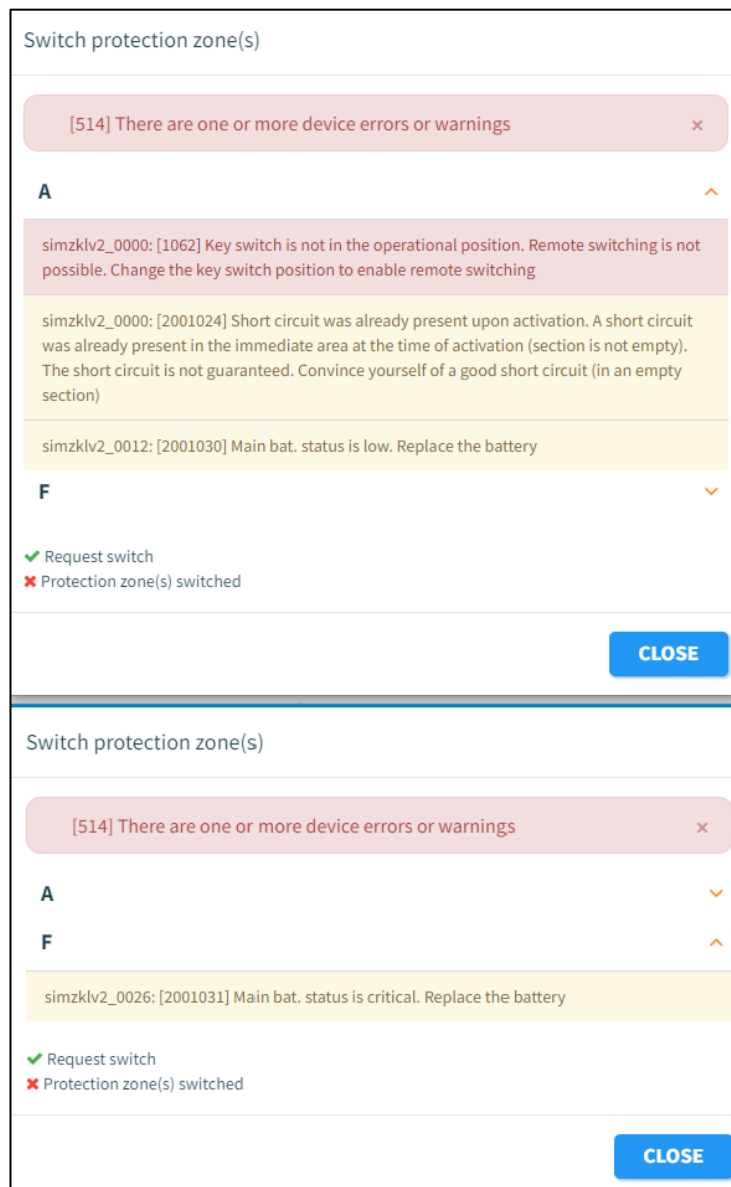 Switch protection zone(s)
[514] There are one or more device errors or warnings ×
A
simzklv2_0000: [1062] Key switch is not in the operational position. Remote switching is not
possible. Change the key switch position to enable remote switching
simzklv2_0000: [2001024] Short circuit was already present upon activation. A short circuit
was already present in the immediate area at the time of activation (section is not empty).
The short circuit is not guaranteed. Convince yourself of a good short circuit (in an empty
section)
simzklv2_0012: [2001030] Main bat. status is low. Replace the battery
F
✔ Request switch
✖ Protection zone(s) switched
CLOSE
Switch protection zone(s)
[514] There are one or more device errors or warnings ×
A
F
simzklv2_0026: [2001031] Main bat. status is critical. Replace the battery
✔ Request switch
✖ Protection zone(s) switched
CLOSE